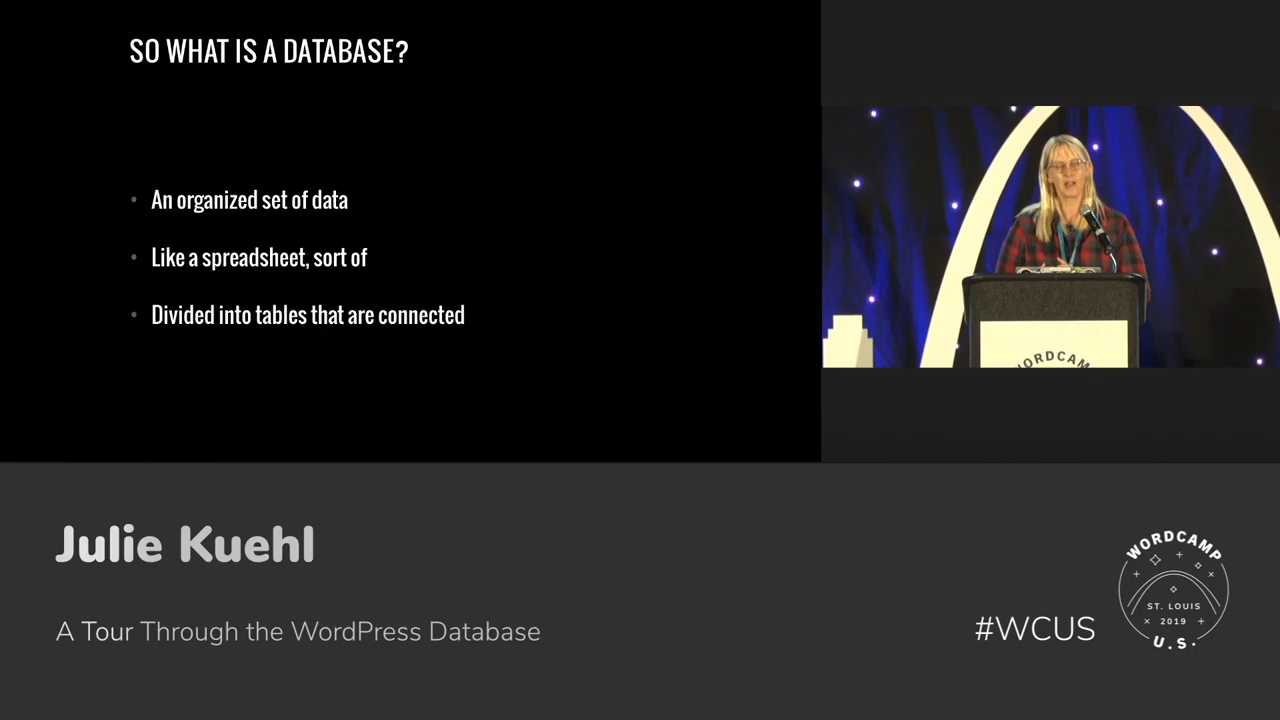 SO WHAT IS A DATABASE?
• An organized set of data
• Like a spreadsheet, sort of
• Divided into tables that are connected
WORDCAM
Julie Kuehl
A Tour Through the WordPress Database
#WCUS
WORDCAMP
ST. LOUIS
2019
U.S.